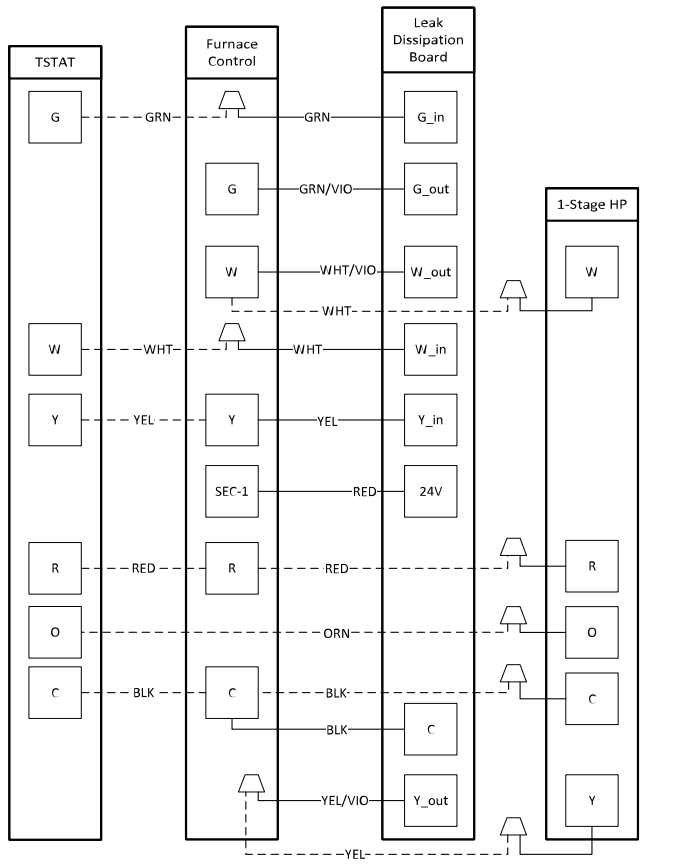 TSTAT
Furnace
Control
Leak
Dissipation
Board
1-Stage HP
G
GRN
GRN
G_in
G
GRN/VIO
G_out
W
WHT/VIO
W_out
W
WHT
W
WHT
WHT
W_in
Y
YEL
Y
YEL
Y_in
SEC-1
RED
24V
R
RED
R
RED
R
O
ORN
O
C
BLK
C
BLK
C
BLK
C
YEL/VIO
Y_out
Y
YEL